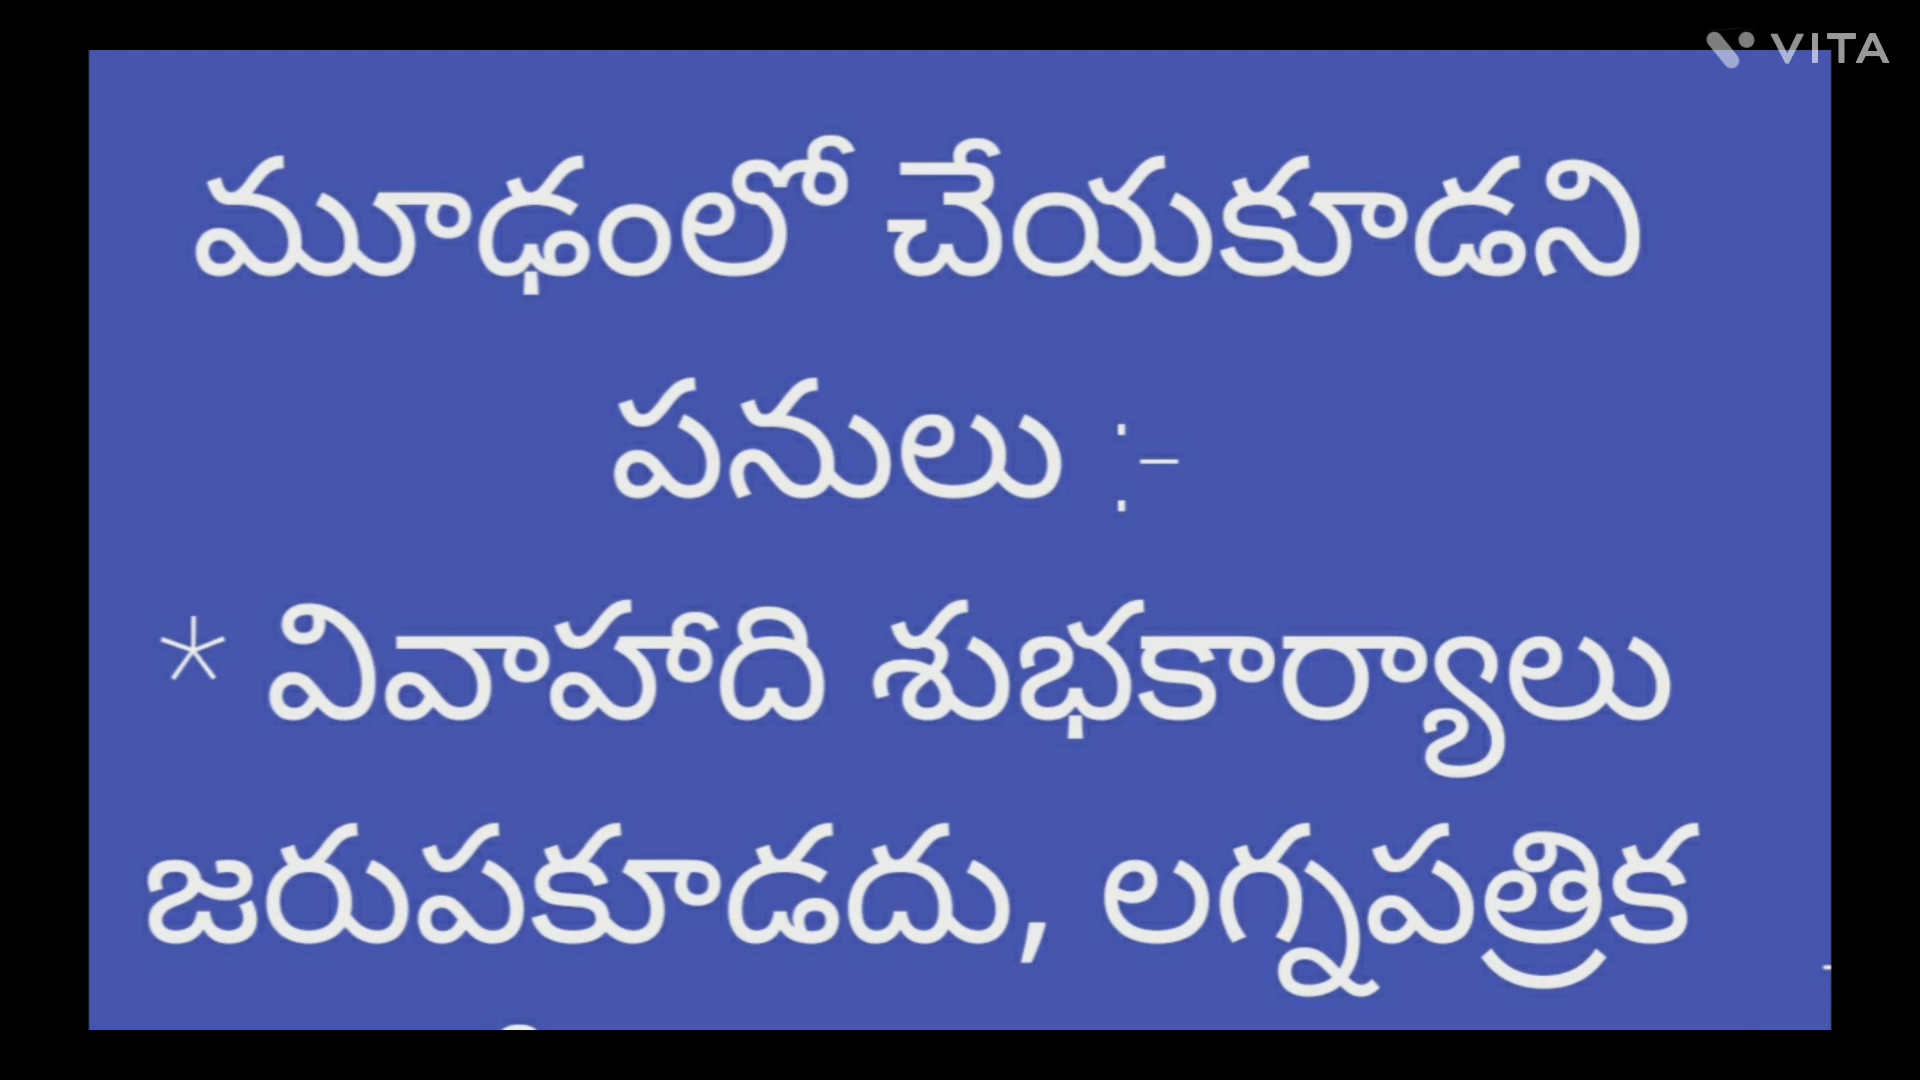 VITA
మూఢంలో చేయకూడని
పనులు :-
* వివాహాది శుభకార్యాలు
జరుపకూడదు, లగ్నపత్రిక